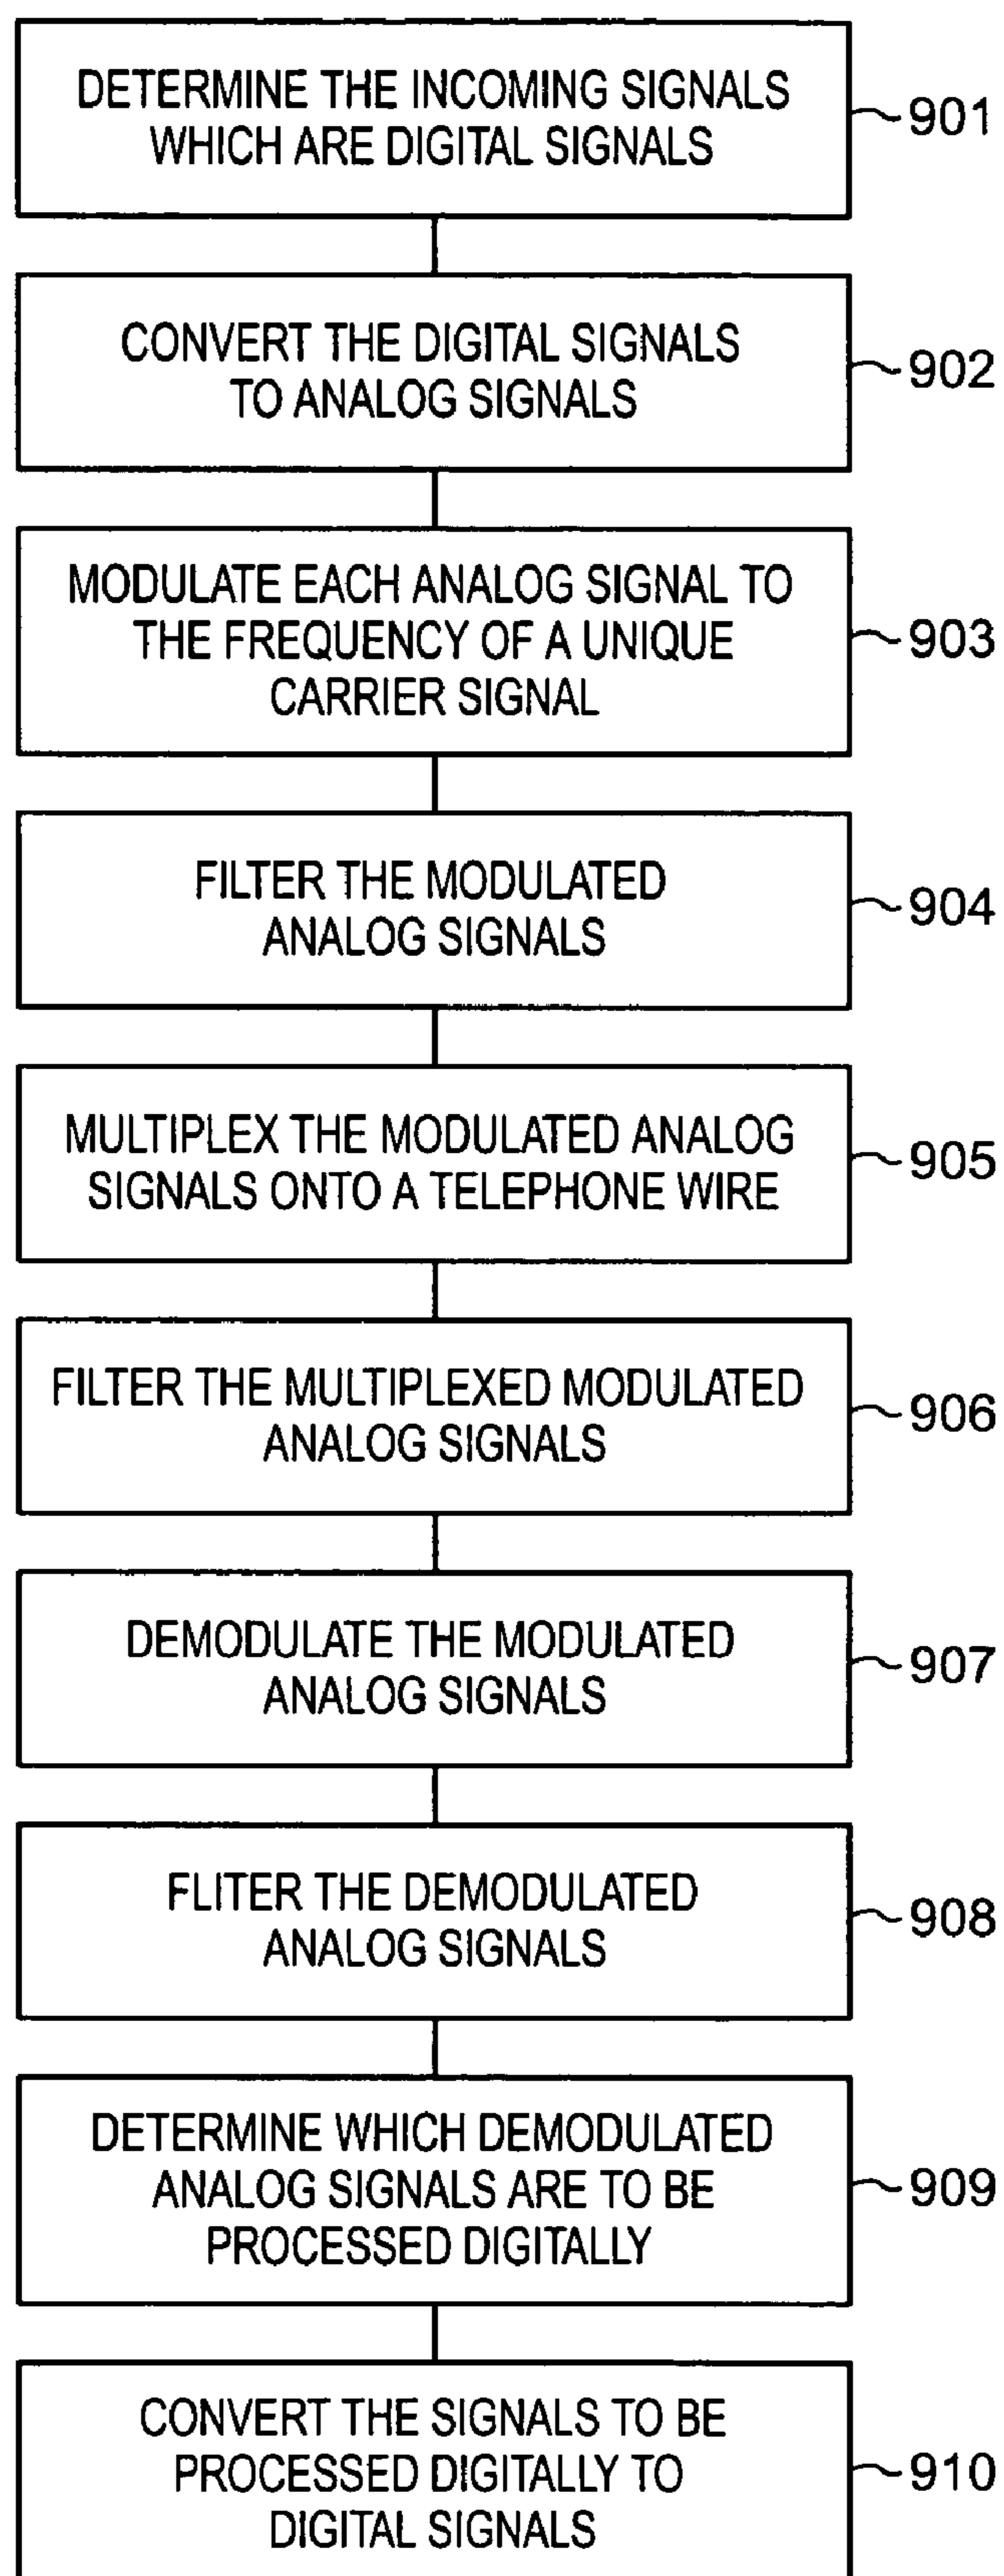 DETERMINE THE INCOMING SIGNALS
WHICH ARE DIGITAL SIGNALS
901
CONVERT THE DIGITAL SIGNALS
TO ANALOG SIGNALS
902
MODULATE EACH ANALOG SIGNAL TO
THE FREQUENCY OF A UNIQUE
CARRIER SIGNAL
903
FILTER THE MODULATED
ANALOG SIGNALS
904
MULTIPLEX THE MODULATED ANALOG
SIGNALS ONTO A TELEPHONE WIRE
905
FILTER THE MULTIPLEXED MODULATED
ANALOG SIGNALS
906
DEMODULATE THE MODULATED
ANALOG SIGNALS
907
FLITER THE DEMODULATED
ANALOG SIGNALS
908
DETERMINE WHICH DEMODULATED
ANALOG SIGNALS ARE TO BE
PROCESSED DIGITALLY
909
CONVERT THE SIGNALS TO BE
PROCESSED DIGITALLY TO
DIGITAL SIGNALS
910